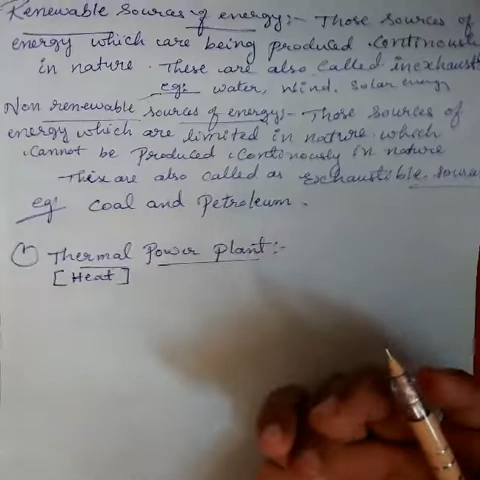 Renewable Sources of energy:- Those sources of
energy which are being produced continously
in nature. These are also called inexhaust
eg:- water, wind, Solar energy
Non renewable sources of energy:- Those sources of
energy which are limited in nature which
cannot be produced continously in nature
These are also called as exhaustible sources
eg: Coal and Petroleum.
① Thermal Power Plant:-
[Heat]